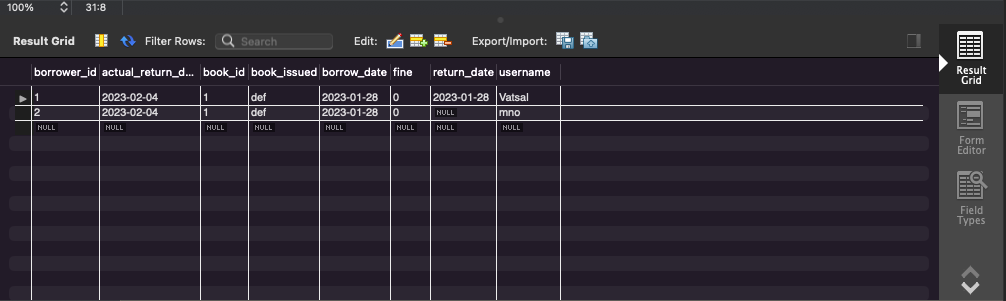 100% 31:8
Result Grid Filter Rows: Search Edit: Export/Import:
borrower_id actual_return_d... book_id book_issued borrow_date fine return_date username
1 2023-02-04 1 def 2023-01-28 0 2023-01-28 Vatsal
2 2023-02-04 1 def 2023-01-28 0 NULL mno
NULL NULL NULL NULL NULL NULL NULL NULL
Result
Grid
Form
Editor
Field
Types